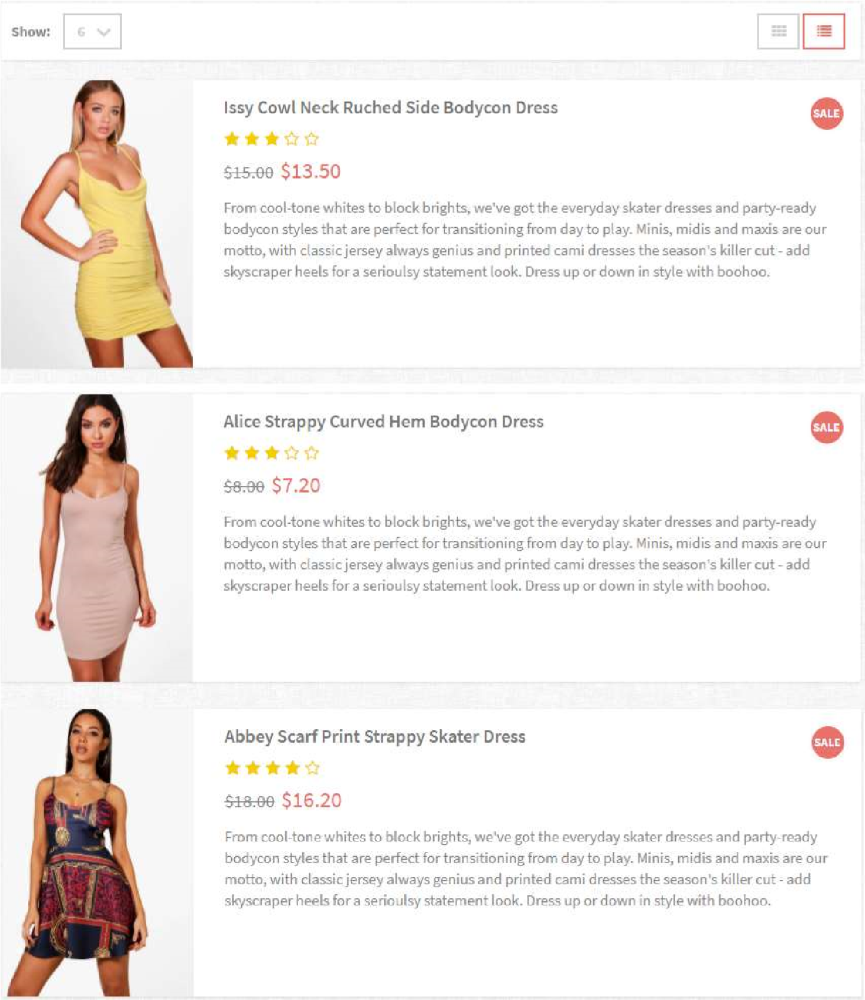 Show: 6
Issy Cowl Neck Ruched Side Bodycon Dress
SALE
$15.00 $13.50
From cool-tone whites to block brights, we've got the everyday skater dresses and party-ready
bodycon styles that are perfect for transitioning from day to play. Minis, midis and maxis are our
motto, with classic jersey always genius and printed cami dresses the season's killer cut - add
skyscraper heels for a serioulsy statement look. Dress up or down in style with boohoo.
Alice Strappy Curved Hem Bodycon Dress
SALE
$8.00 $7.20
From cool-tone whites to block brights, we've got the everyday skater dresses and party-ready
bodycon styles that are perfect for transitioning from day to play. Minis, midis and maxis are our
motto, with classic jersey always genius and printed cami dresses the season's killer cut - add
skyscraper heels for a serioulsy statement look. Dress up or down in style with boohoo.
Abbey Scarf Print Strappy Skater Dress
SALE
$18.00 $16.20
From cool-tone whites to block brights, we've got the everyday skater dresses and party-ready
bodycon styles that are perfect for transitioning from day to play. Minis, midis and maxis are our
motto, with classic jersey always genius and printed cami dresses the season's killer cut - add
skyscraper heels for a serioulsy statement look. Dress up or down in style with boohoo.